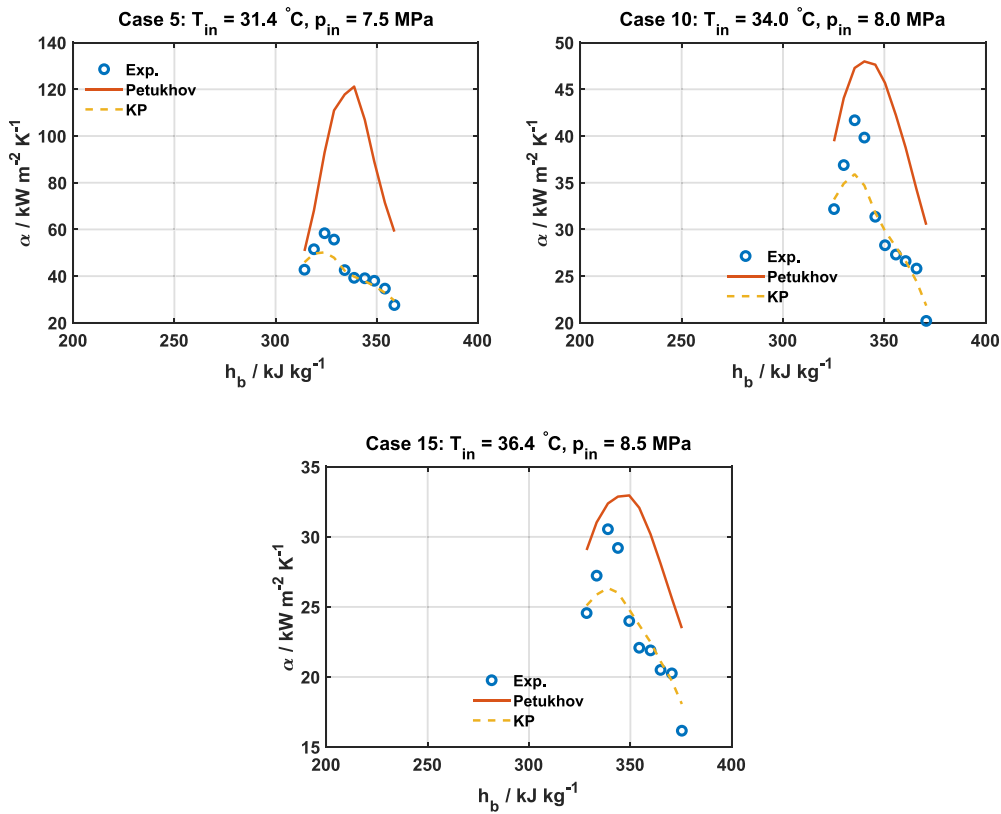 Case 5: T_in = 31.4 °C, p_in = 7.5 MPa
140
120
100
80
60
40
20
α / kW m⁻² K⁻¹
Exp.
Petukhov
KP
200 250 300 350 400
h_b / kJ kg⁻¹
Case 10: T_in = 34.0 °C, p_in = 8.0 MPa
50
45
40
35
30
25
20
α / kW m⁻² K⁻¹
Exp.
Petukhov
KP
200 250 300 350 400
h_b / kJ kg⁻¹
Case 15: T_in = 36.4 °C, p_in = 8.5 MPa
35
30
25
20
15
α / kW m⁻² K⁻¹
Exp.
Petukhov
KP
200 250 300 350 400
h_b / kJ kg⁻¹